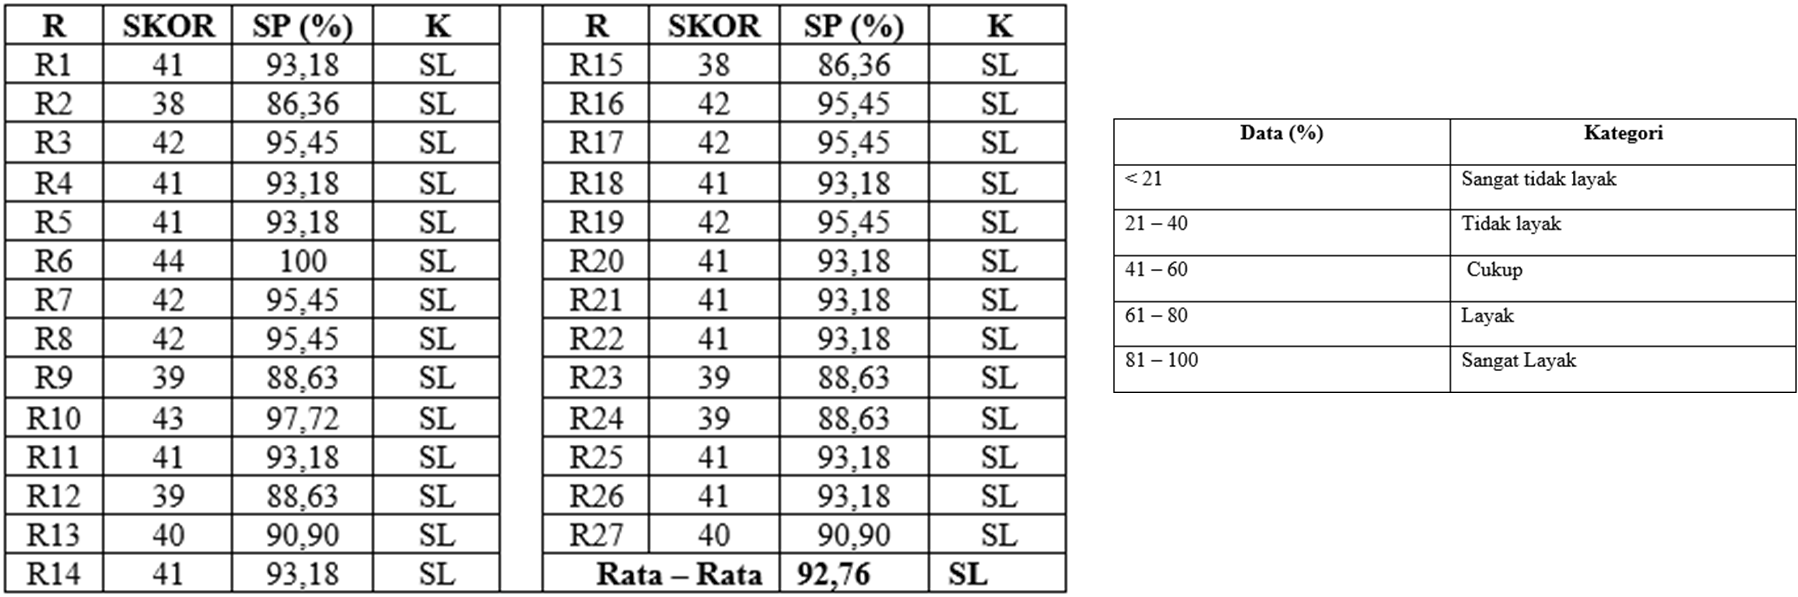 R SKOR SP (%) K R SKOR SP (%) K
R1 41 93,18 SL R15 38 86,36 SL
R2 38 86,36 SL R16 42 95,45 SL
R3 42 95,45 SL R17 42 95,45 SL
R4 41 93,18 SL R18 41 93,18 SL
R5 41 93,18 SL R19 42 95,45 SL
R6 44 100 SL R20 41 93,18 SL
R7 42 95,45 SL R21 41 93,18 SL
R8 42 95,45 SL R22 41 93,18 SL
R9 39 88,63 SL R23 39 88,63 SL
R10 43 97,72 SL R24 39 88,63 SL
R11 41 93,18 SL R25 41 93,18 SL
R12 39 88,63 SL R26 41 93,18 SL
R13 40 90,90 SL R27 40 90,90 SL
R14 41 93,18 SL Rata – Rata 92,76 SL
Data (%) Kategori
< 21 Sangat tidak layak
21 – 40 Tidak layak
41 – 60 Cukup
61 – 80 Layak
81 – 100 Sangat Layak